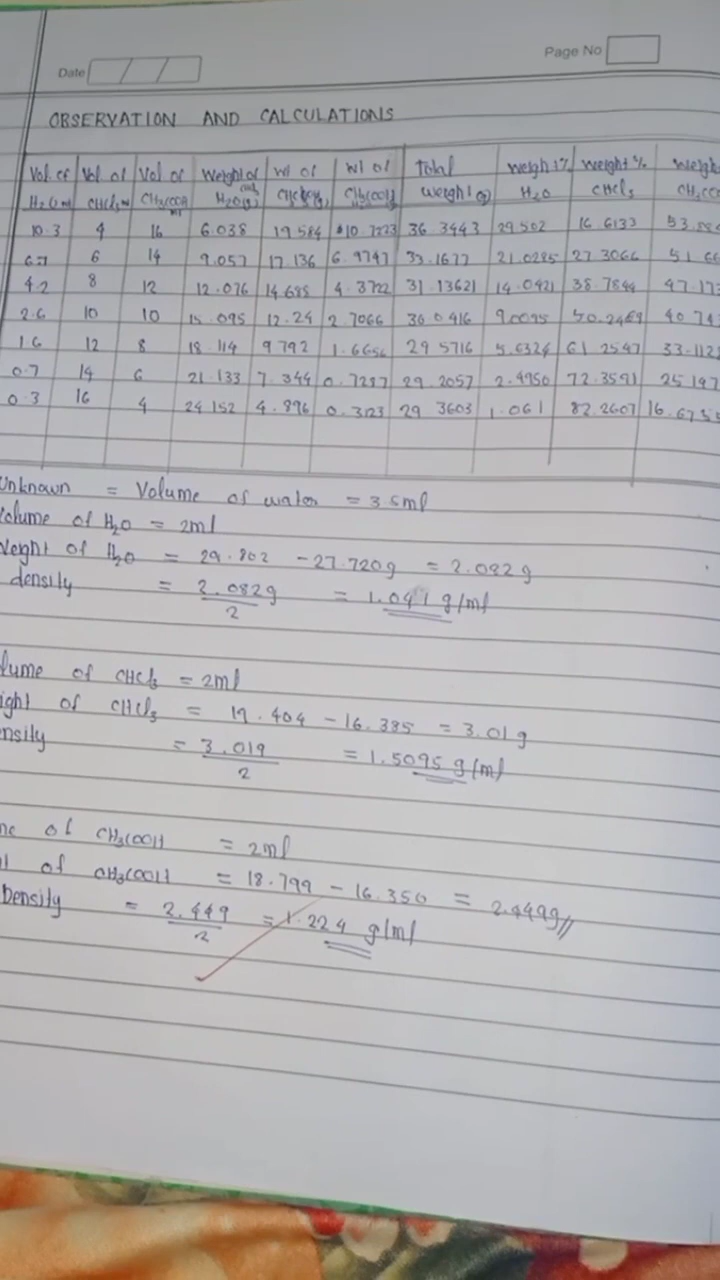 Page No
Date
OBSERVATION AND CALCULATIONS
Vol. of Vol of Vol of Weight of wt of wt of Total weight % Weight % Weight
H2O ml CHCl3 ml CH3COOH ml H2O(g) CH3COOH weight (g) H2O CHCl3 CH3CO
10.3 4 16 6.038 19.584 10.7223 36.3443 29.502 16.6133 53.
6.7 6 14 9.057 17.136 6.9747 33.1677 21.0285 27.3066 51.66
4.2 8 12 12.076 14.688 4.3722 31.13621 14.0421 38.7844 47.17
2.6 10 10 15.095 12.24 2.7066 30.0416 9.0095 50.2469 40.74
1.6 12 8 18.114 9.792 1.6656 29.5716 5.6324 61.2547 33.112
0.7 14 6 21.133 7.344 0.7287 29.2057 2.4950 72.3591 25.197
0.3 16 4 24.152 4.896 0.3123 29.3603 1.061 82.2607 16.6755
Unknown = Volume of water = 3.5ml
Volume of H2O = 2ml
Weight of H2O = 29.802 - 27.720g = 2.082g
density = 2.082g / 2 = 1.041 g/ml
lume of CHCl3 = 2ml
ight of CHCl3 = 19.404 - 16.385 = 3.01g
nsity = 3.019 / 2 = 1.5095 g/ml
me of CH3COOH = 2ml
t of CH3COOH = 18.799 - 16.350 = 2.449g//
Density = 2.449 / 2 = 1.224 g/ml